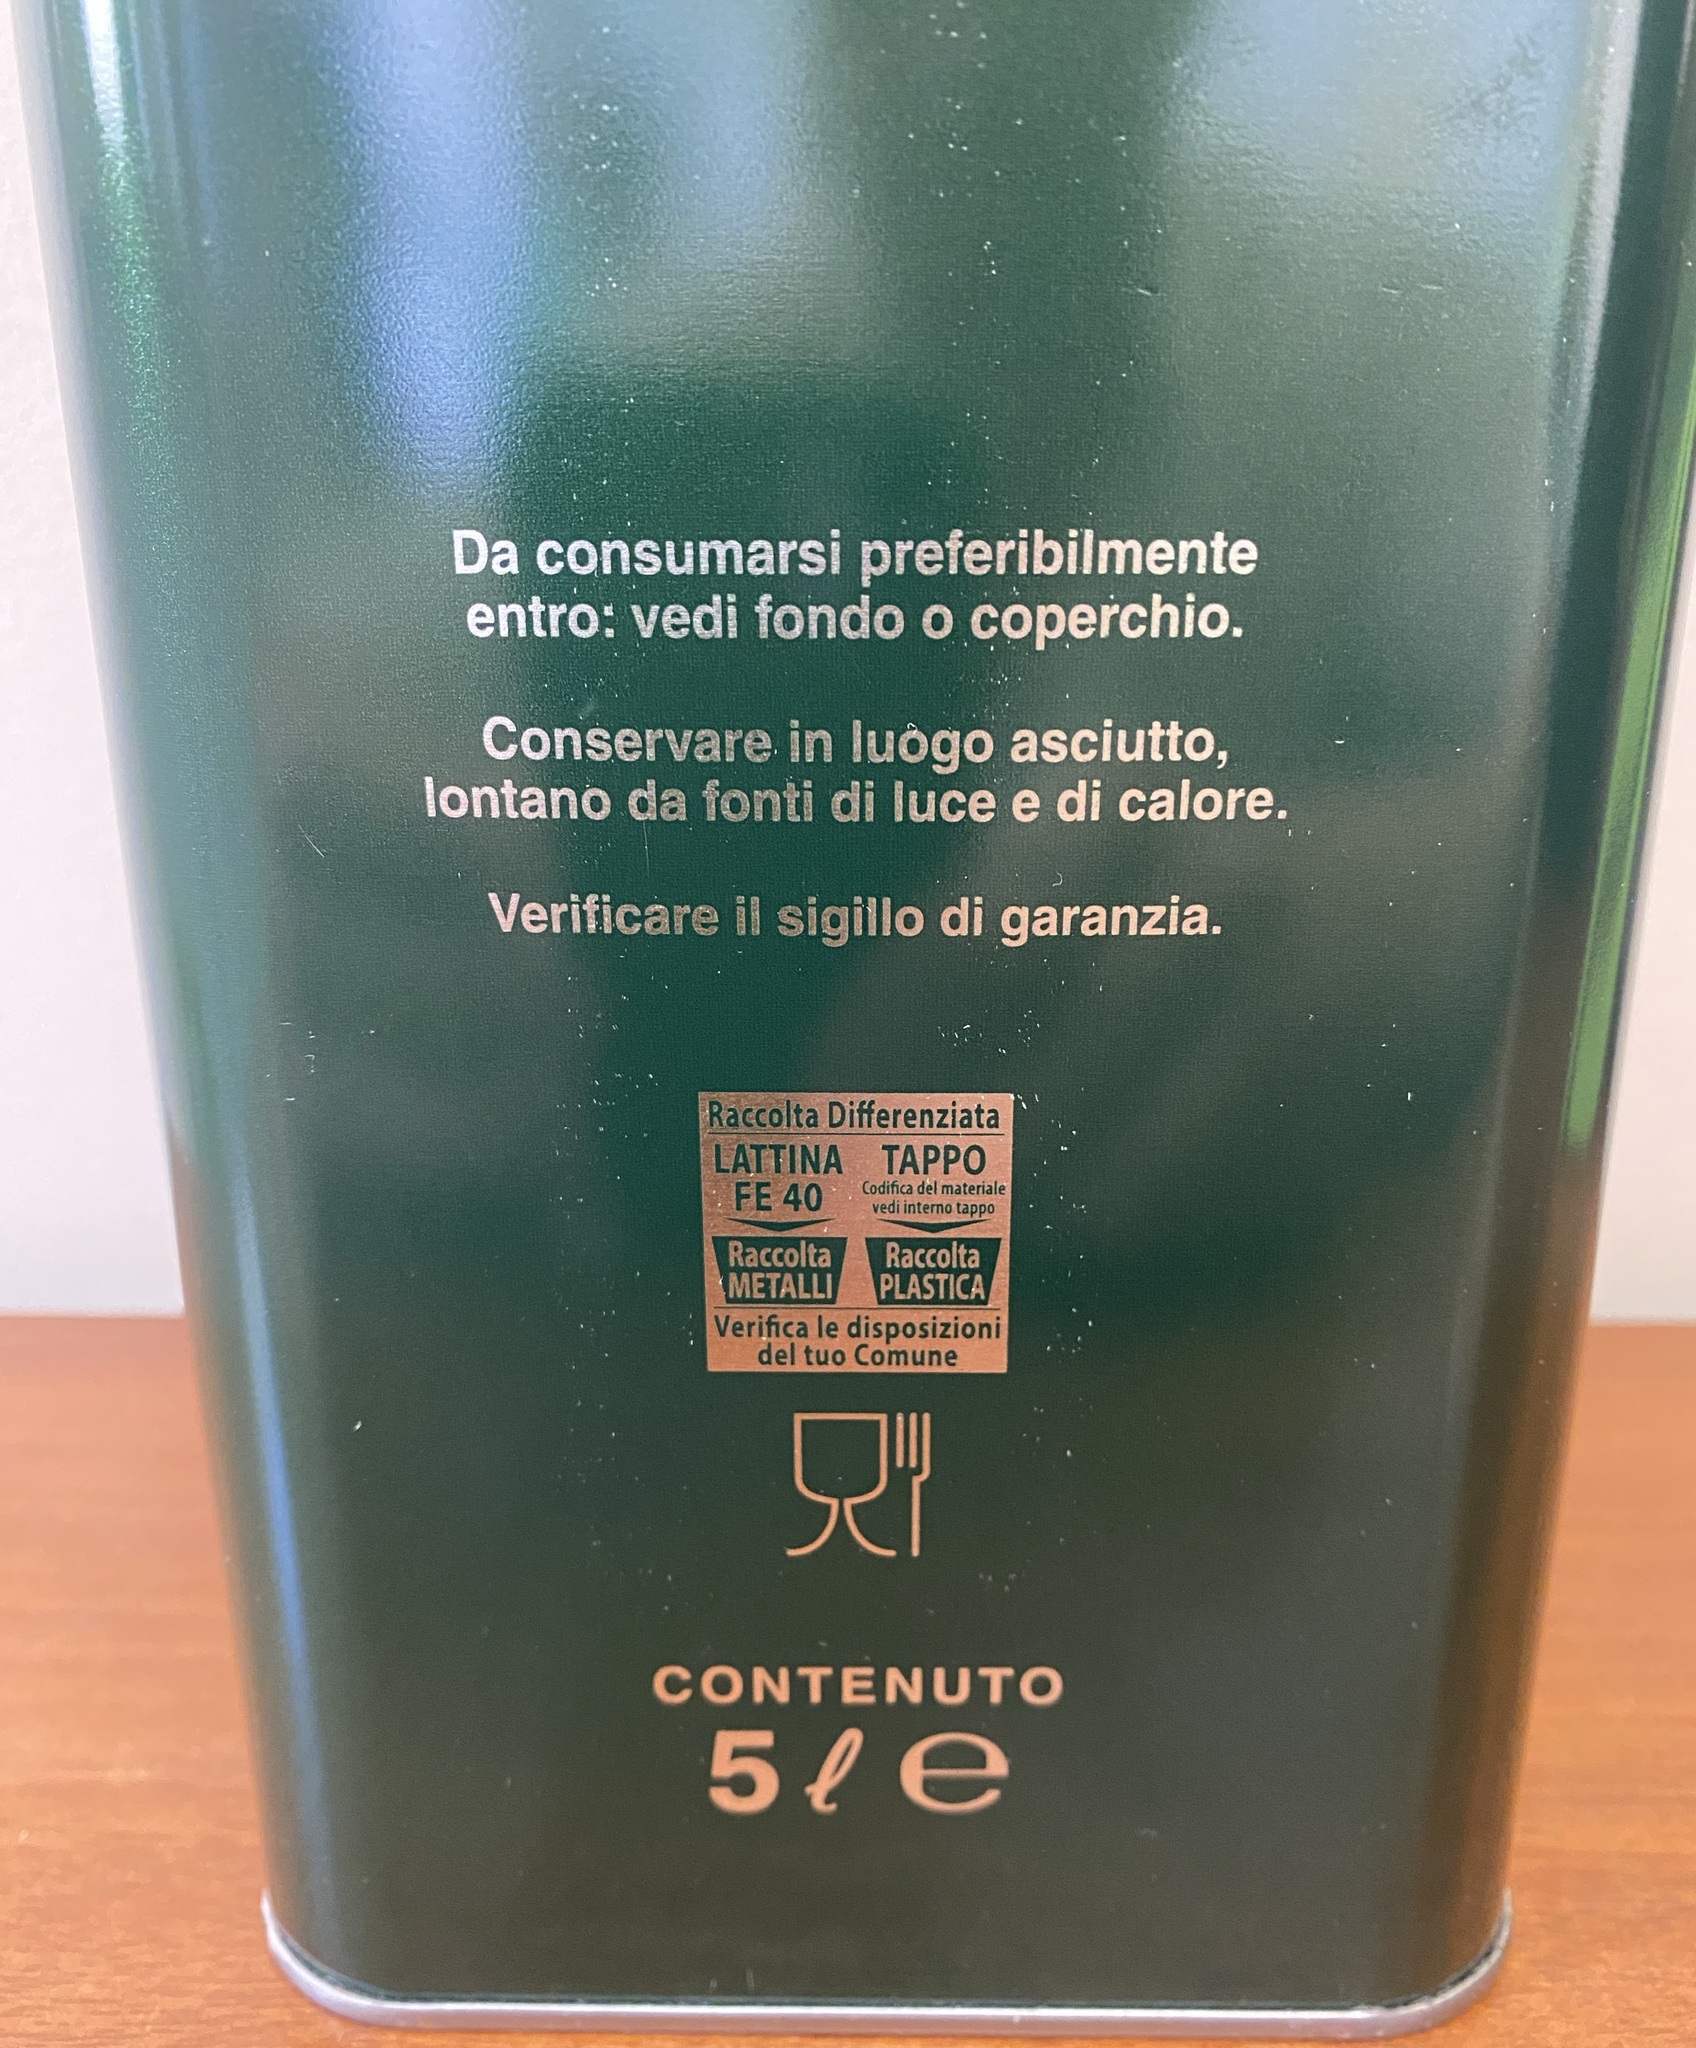 Da consumarsi preferibilmente
entro: vedi fondo o coperchio.
Conservare in luogo asciutto,
lontano da fonti di luce e di calore.
Verificare il sigillo di garanzia.
Raccolta Differenziata
LATTINA
FE 40
TAPPO
Codifica del materiale
vedi interno tappo
Raccolta
METALLI
Raccolta
PLASTICA
Verifica le disposizioni
del tuo Comune
CONTENUTO
5 ℓ ℮